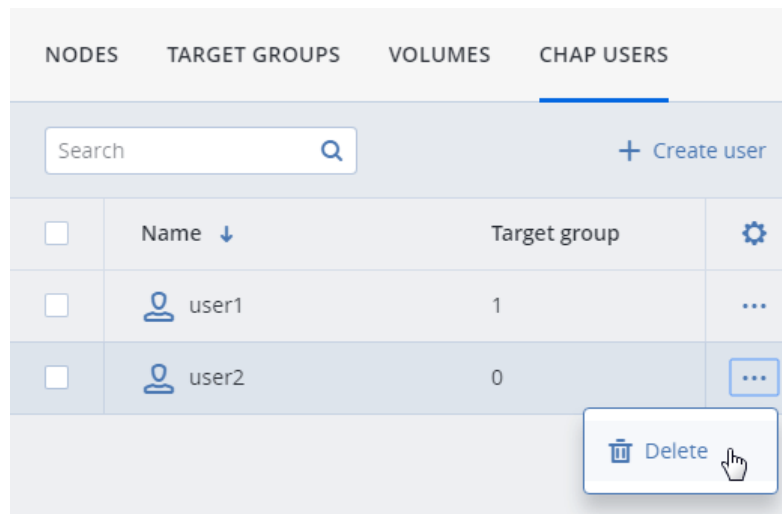 NODES TARGET GROUPS VOLUMES CHAP USERS
Search + Create user
Name Target group
user1 1
user2 0
Delete